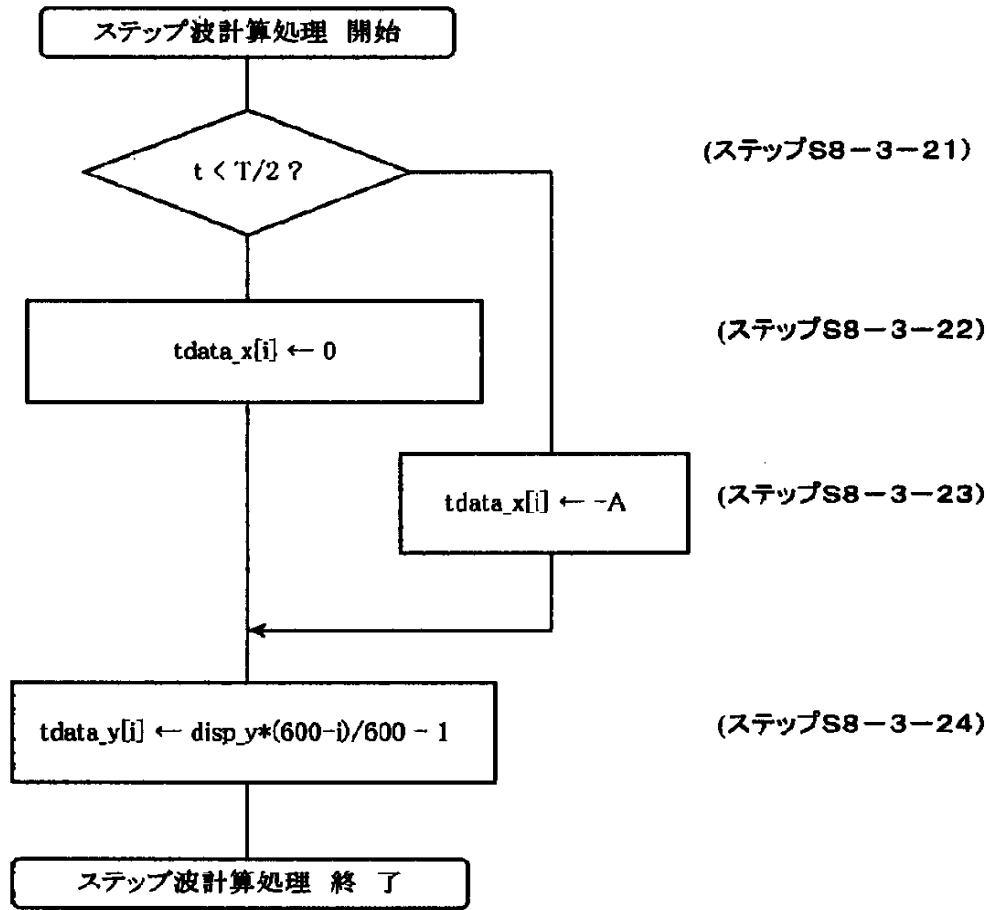 ステップ波計算処理 開始
t < T/2 ?
(ステップS8-3-21)
tdata_x[i] ← 0
(ステップS8-3-22)
tdata_x[i] ← -A
(ステップS8-3-23)
tdata_y[i] ← disp_y*(600-i)/600 - 1
(ステップS8-3-24)
ステップ波計算処理 終 了